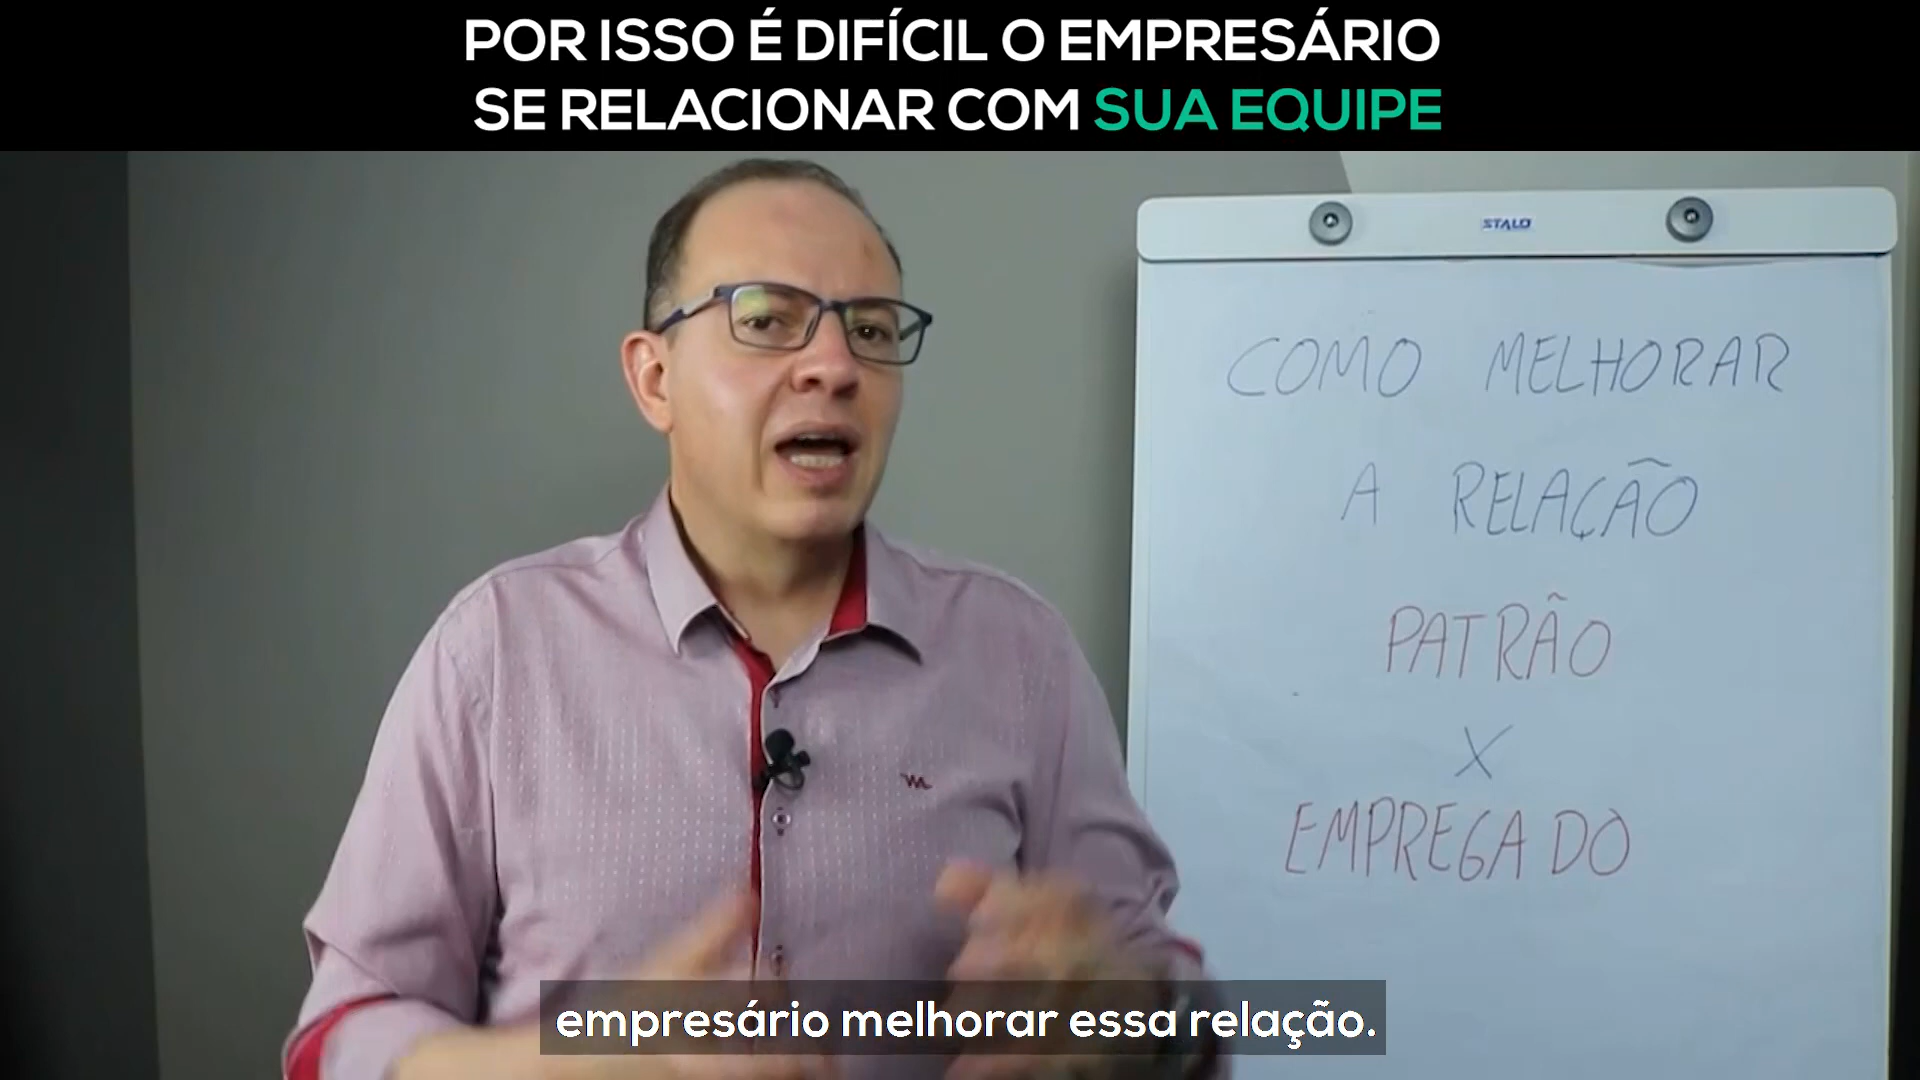 POR ISSO É DIFÍCIL O EMPRESÁRIO
SE RELACIONAR COM SUA EQUIPE
STALO
COMO MELHORAR
A RELAÇÃO
PATRÃO
X
EMPREGADO
empresário melhorar essa relação.